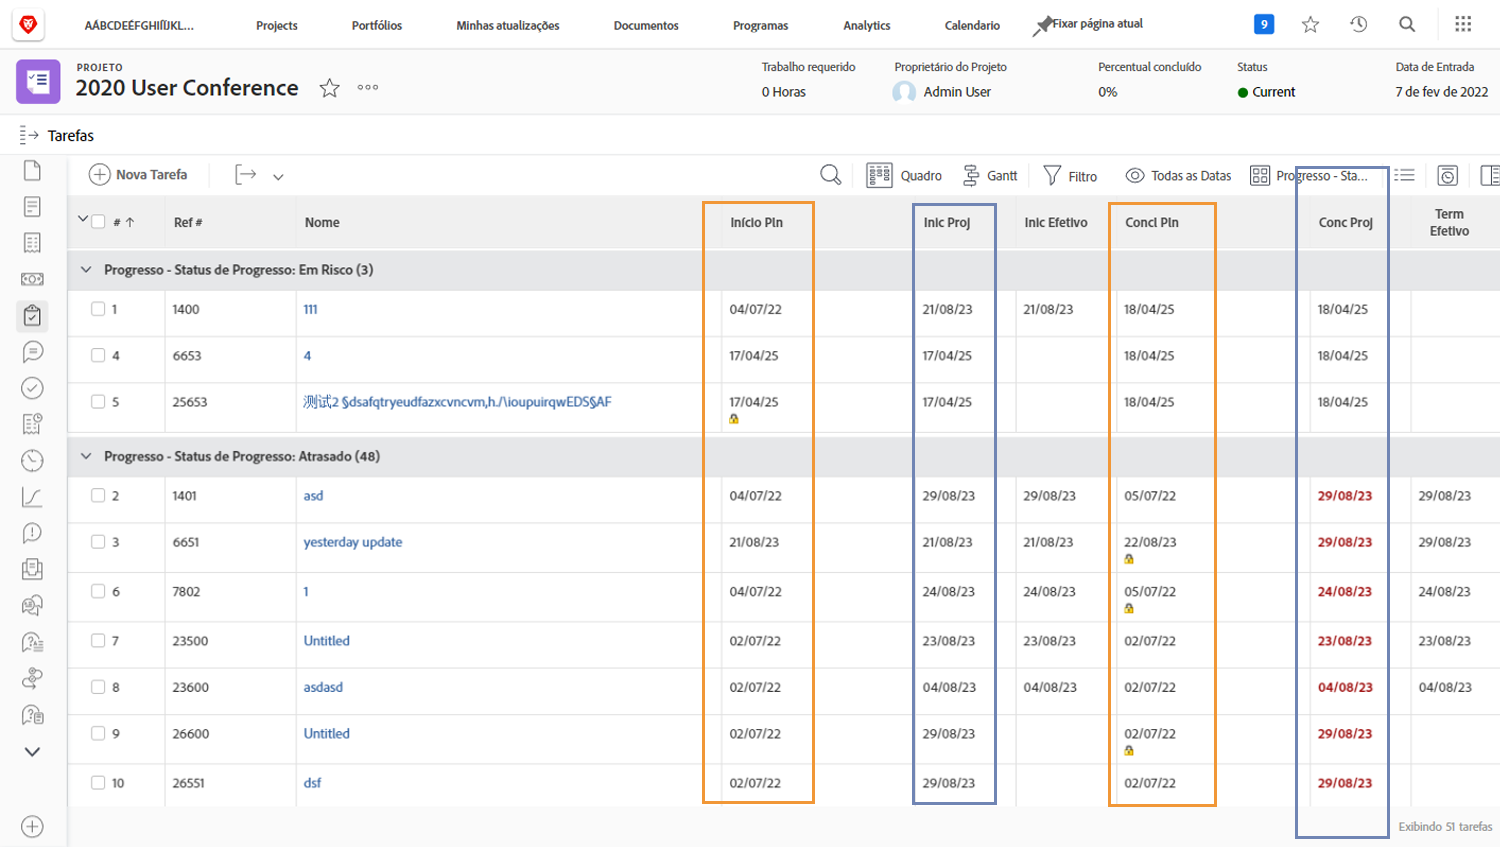 AÁBCDEÉFGHIÍJKL... Projects Portfólios Minhas atualizações Documentos Programas Analytics Calendario Fixar página atual 9
PROJETO
2020 User Conference
Trabalho requerido Proprietário do Projeto Percentual concluído Status Data de Entrada
0 Horas Admin User 0% Current 7 de fev de 2022
Tarefas
Nova Tarefa Quadro Gantt Filtro Todas as Datas Progresso - Sta...
# ↑ Ref # Nome Início Pln Inic Proj Inic Efetivo Concl Pln Conc Proj Term Efetivo
Progresso - Status de Progresso: Em Risco (3)
1 1400 111 04/07/22 21/08/23 21/08/23 18/04/25 18/04/25
4 6653 4 17/04/25 17/04/25 18/04/25 18/04/25
5 25653 测试2 §dsafqtryeudfazxcvncvm,h./\ioupuirqwEDS§AF 17/04/25 17/04/25 18/04/25 18/04/25
Progresso - Status de Progresso: Atrasado (48)
2 1401 asd 04/07/22 29/08/23 29/08/23 05/07/22 29/08/23 29/08/23
3 6651 yesterday update 21/08/23 21/08/23 21/08/23 22/08/23 29/08/23 29/08/23
6 7802 1 04/07/22 24/08/23 24/08/23 05/07/22 24/08/23 24/08/23
7 23500 Untitled 02/07/22 23/08/23 23/08/23 02/07/22 23/08/23 23/08/23
8 23600 asdasd 02/07/22 04/08/23 04/08/23 02/07/22 04/08/23 04/08/23
9 26600 Untitled 02/07/22 29/08/23 02/07/22 29/08/23
10 26551 dsf 02/07/22 29/08/23 02/07/22 29/08/23
Exibindo 51 tarefas